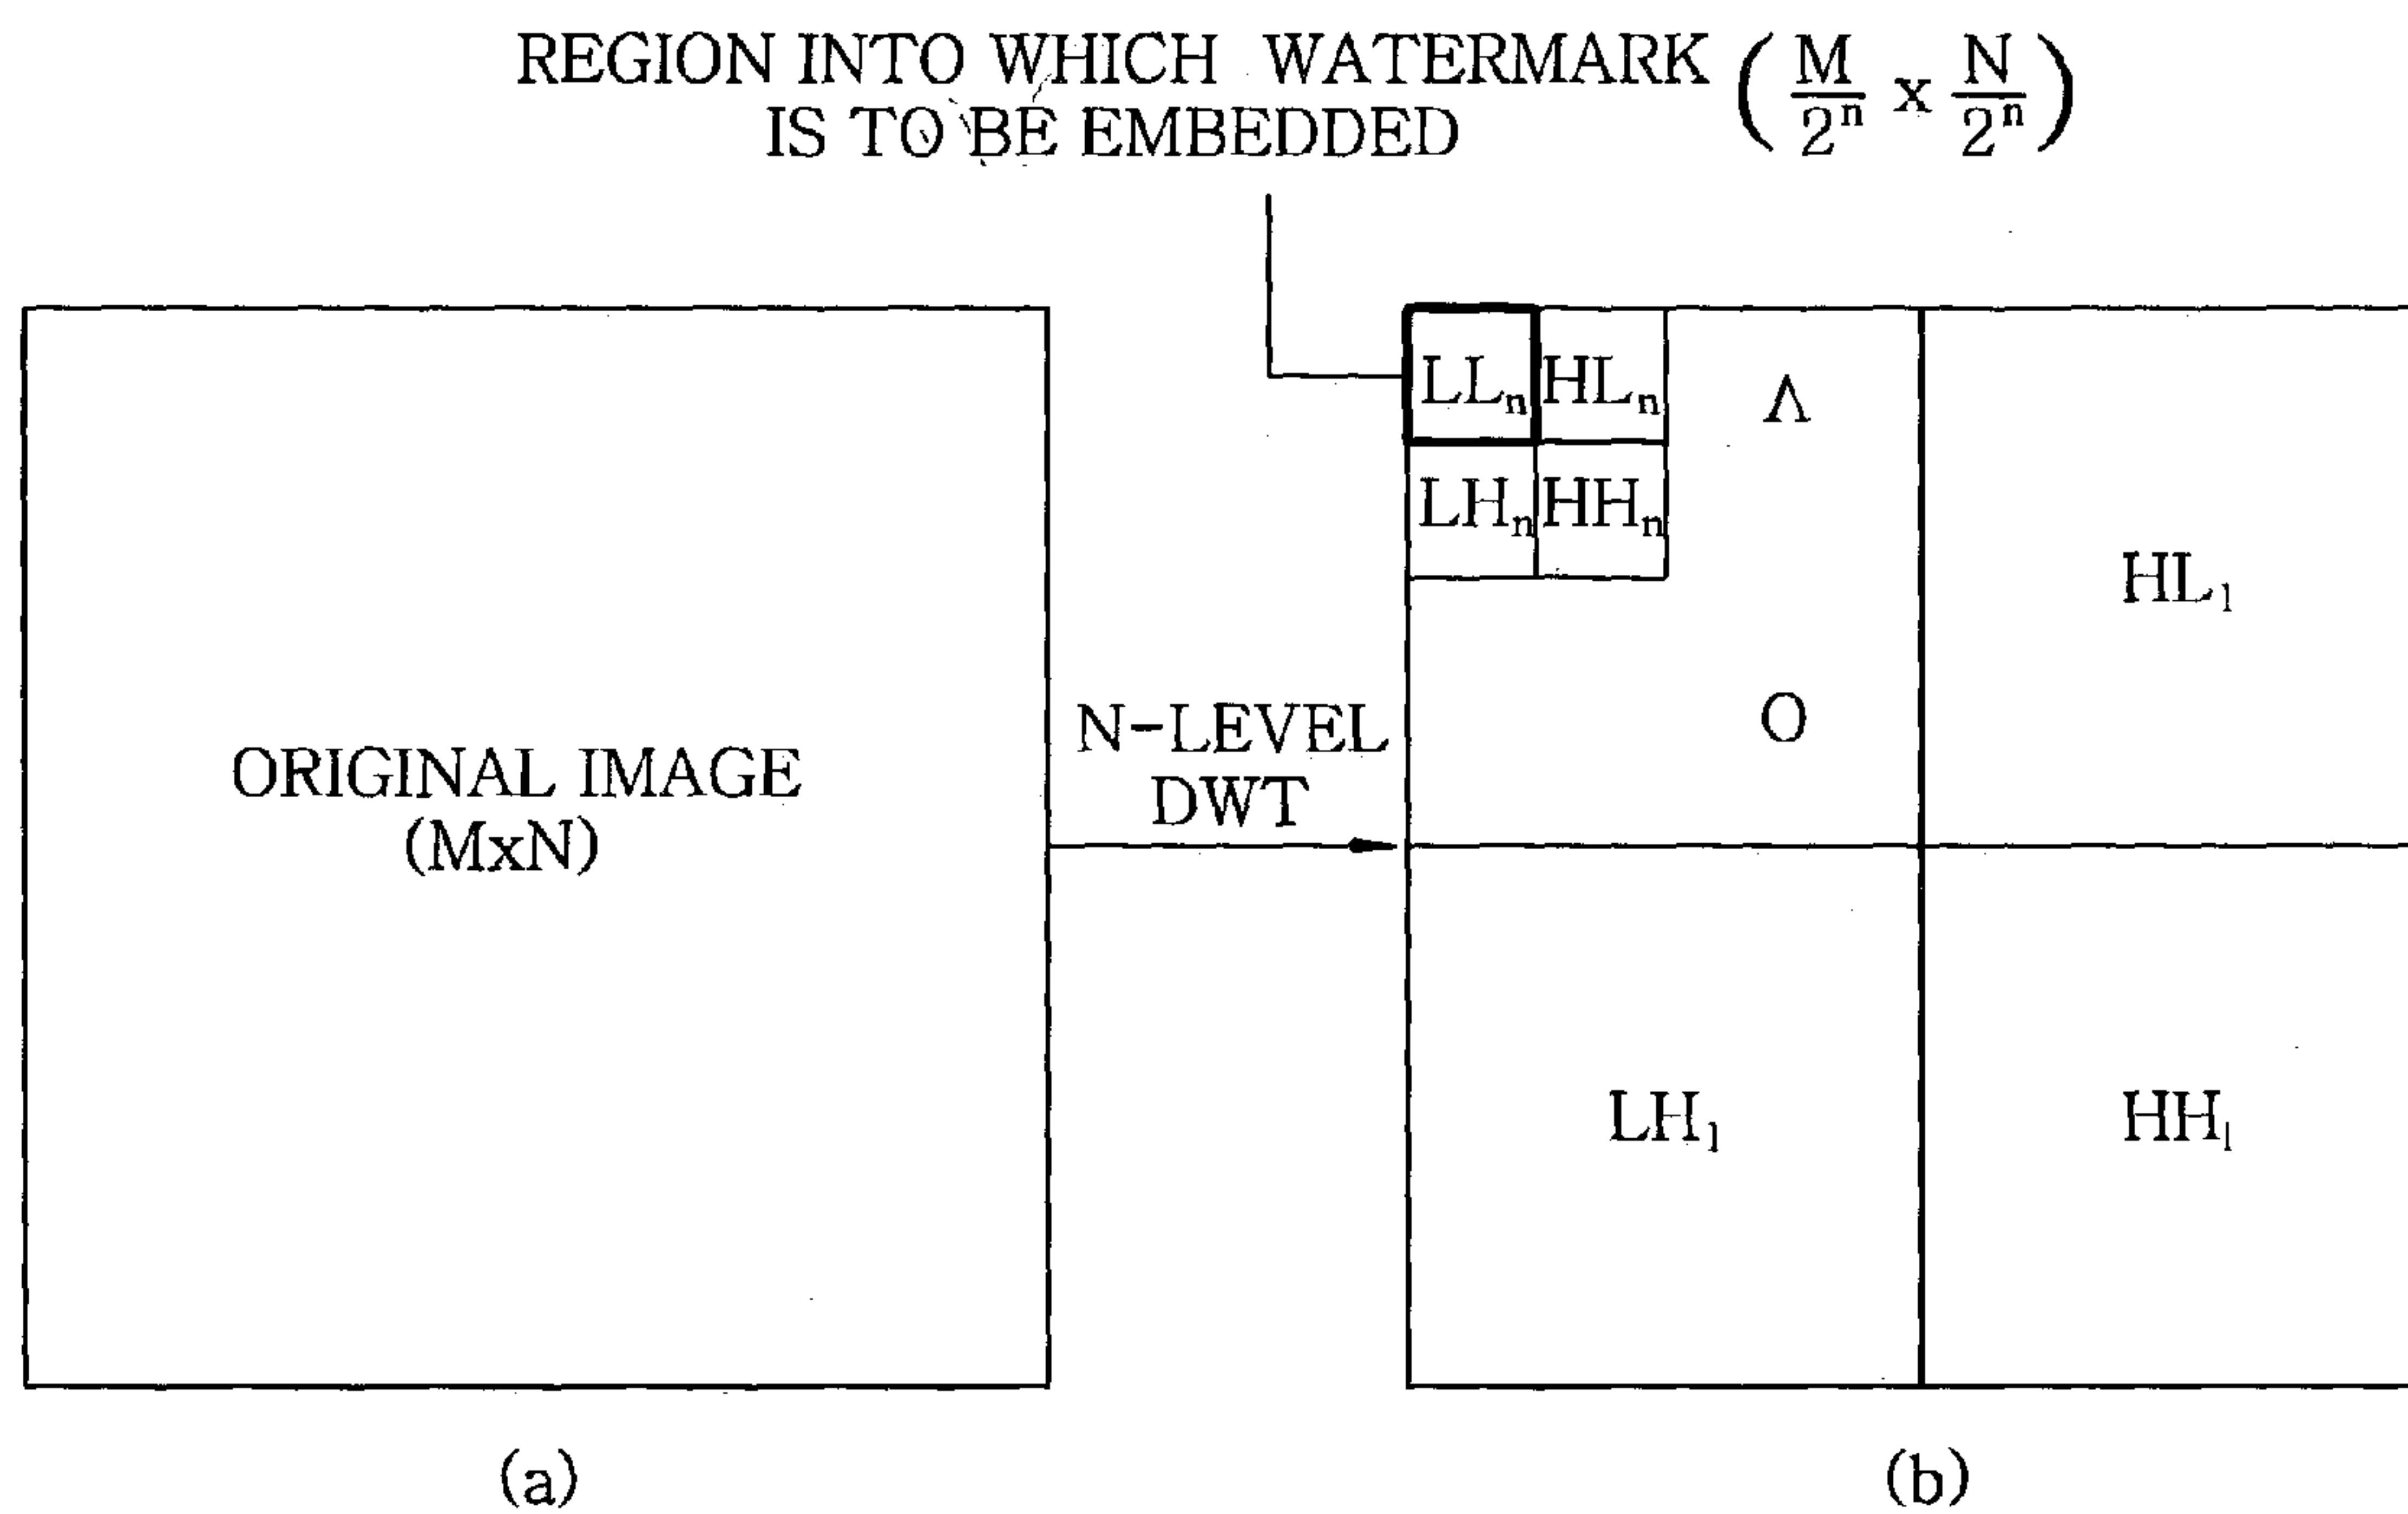 REGION INTO WHICH WATERMARK
IS TO BE EMBEDDED
( M/2ⁿ x N/2ⁿ )
ORIGINAL IMAGE
(MxN)
N-LEVEL
DWT
LLₙ HLₙ
LHₙ HHₙ
Λ
O
HL₁
LH₁
HH₁
(a)
(b)